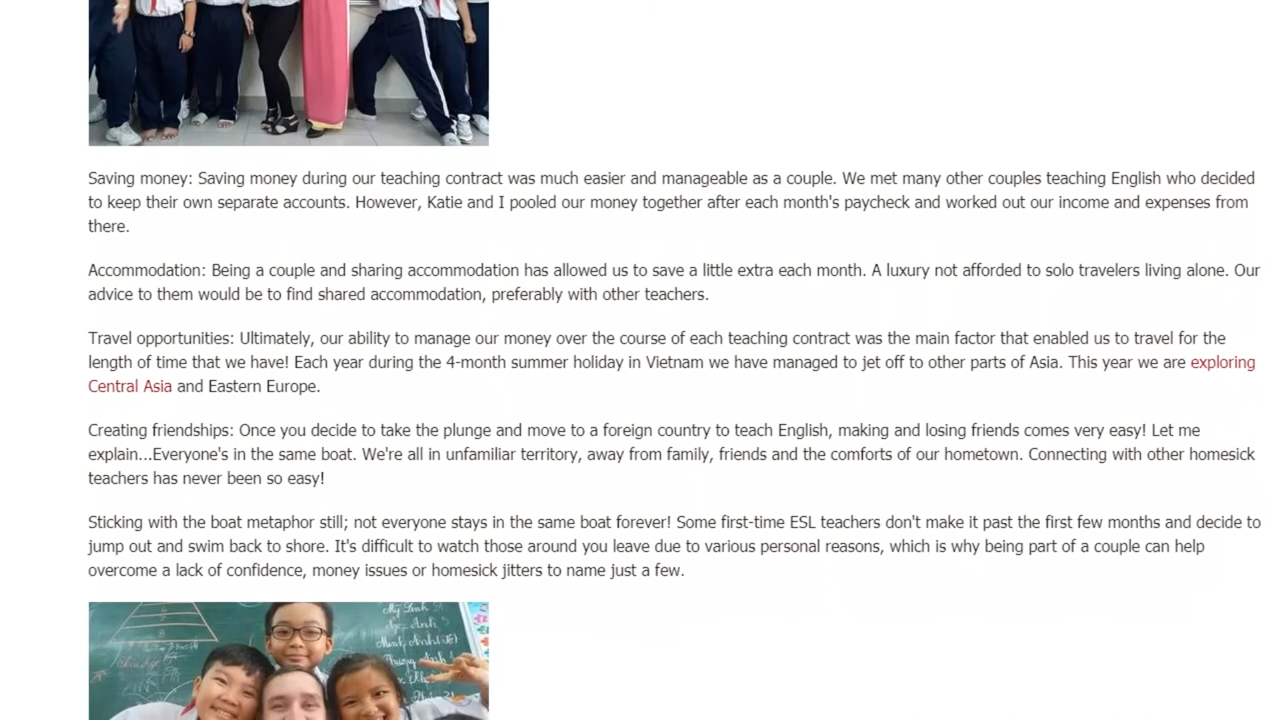 Saving money: Saving money during our teaching contract was much easier and manageable as a couple. We met many other couples teaching English who decided
to keep their own separate accounts. However, Katie and I pooled our money together after each month's paycheck and worked out our income and expenses from
there.
Accommodation: Being a couple and sharing accommodation has allowed us to save a little extra each month. A luxury not afforded to solo travelers living alone. Our
advice to them would be to find shared accommodation, preferably with other teachers.
Travel opportunities: Ultimately, our ability to manage our money over the course of each teaching contract was the main factor that enabled us to travel for the
length of time that we have! Each year during the 4-month summer holiday in Vietnam we have managed to jet off to other parts of Asia. This year we are exploring
Central Asia and Eastern Europe.
Creating friendships: Once you decide to take the plunge and move to a foreign country to teach English, making and losing friends comes very easy! Let me
explain...Everyone's in the same boat. We're all in unfamiliar territory, away from family, friends and the comforts of our hometown. Connecting with other homesick
teachers has never been so easy!
Sticking with the boat metaphor still; not everyone stays in the same boat forever! Some first-time ESL teachers don't make it past the first few months and decide to
jump out and swim back to shore. It's difficult to watch those around you leave due to various personal reasons, which is why being part of a couple can help
overcome a lack of confidence, money issues or homesick jitters to name just a few.
6
7
8
Anh